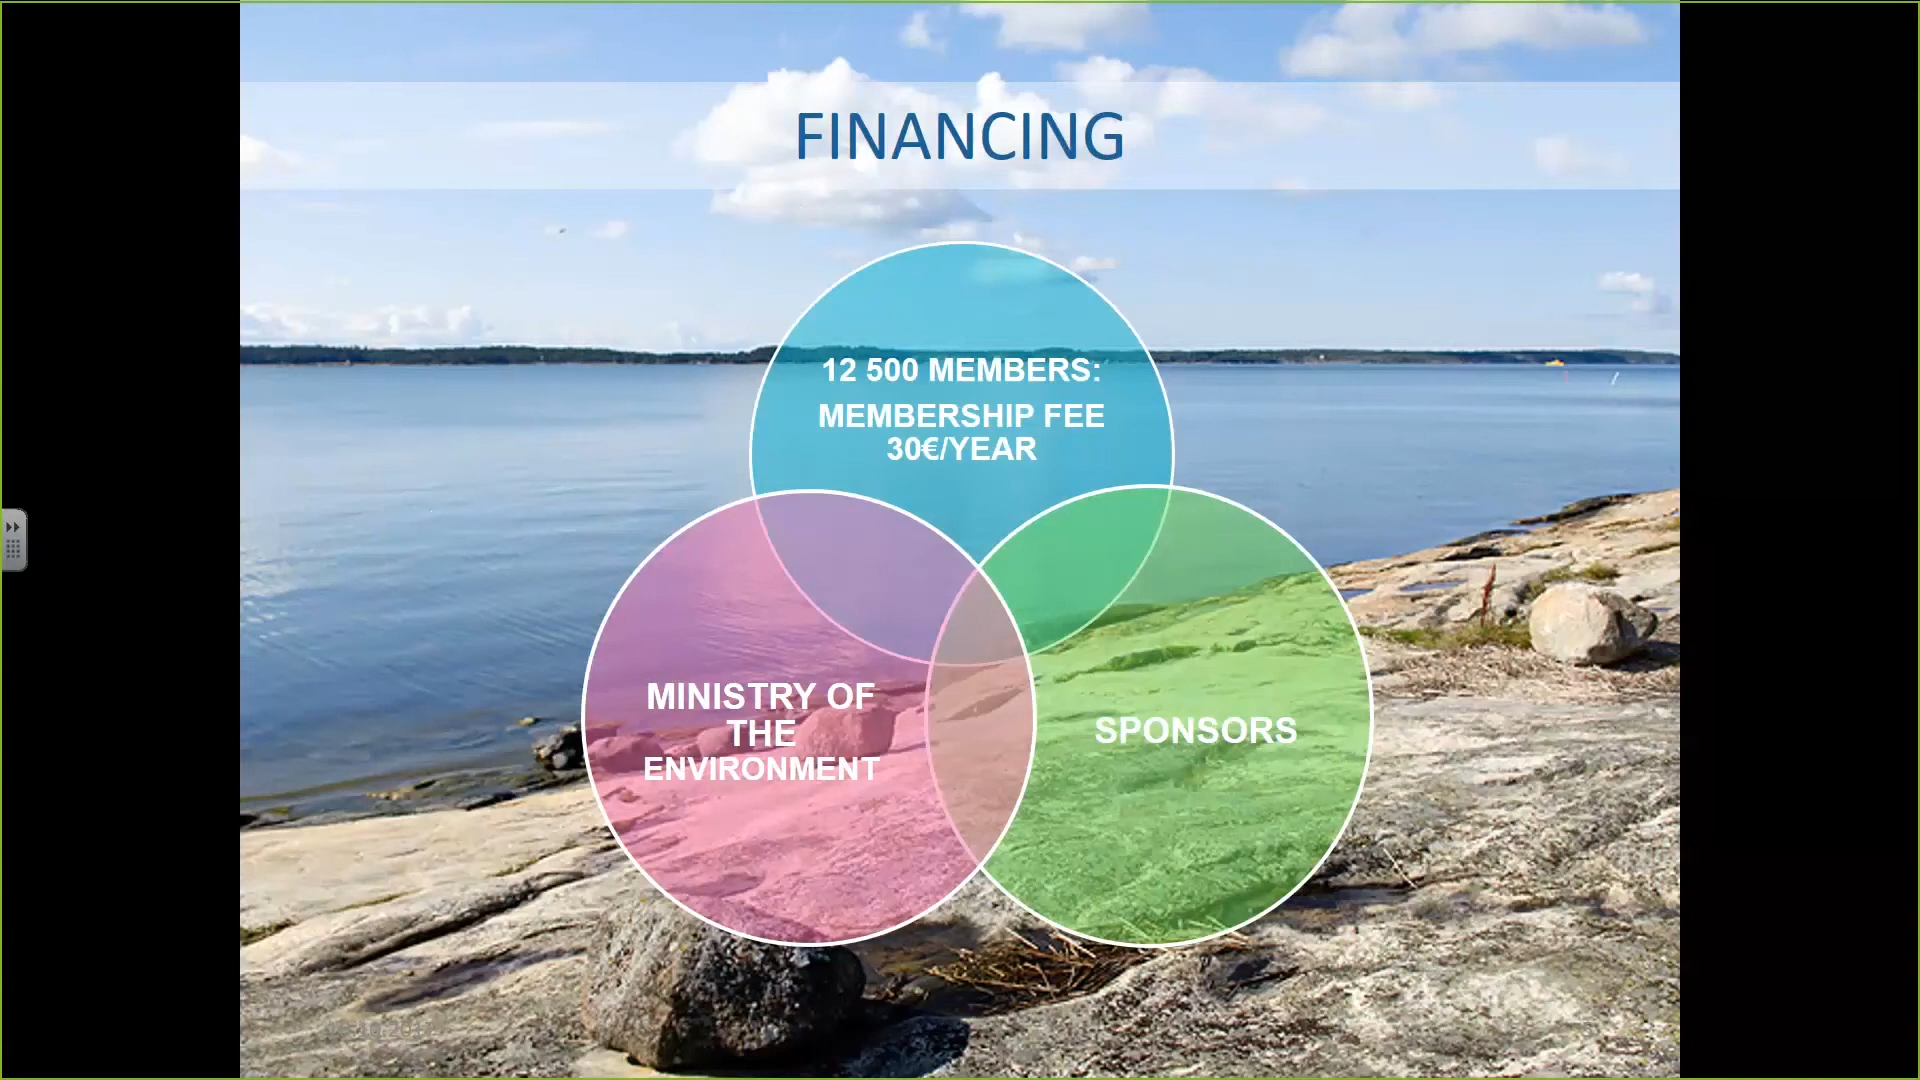 FINANCING
12 500 MEMBERS:
MEMBERSHIP FEE
30€/YEAR
MINISTRY OF
THE
ENVIRONMENT
SPONSORS